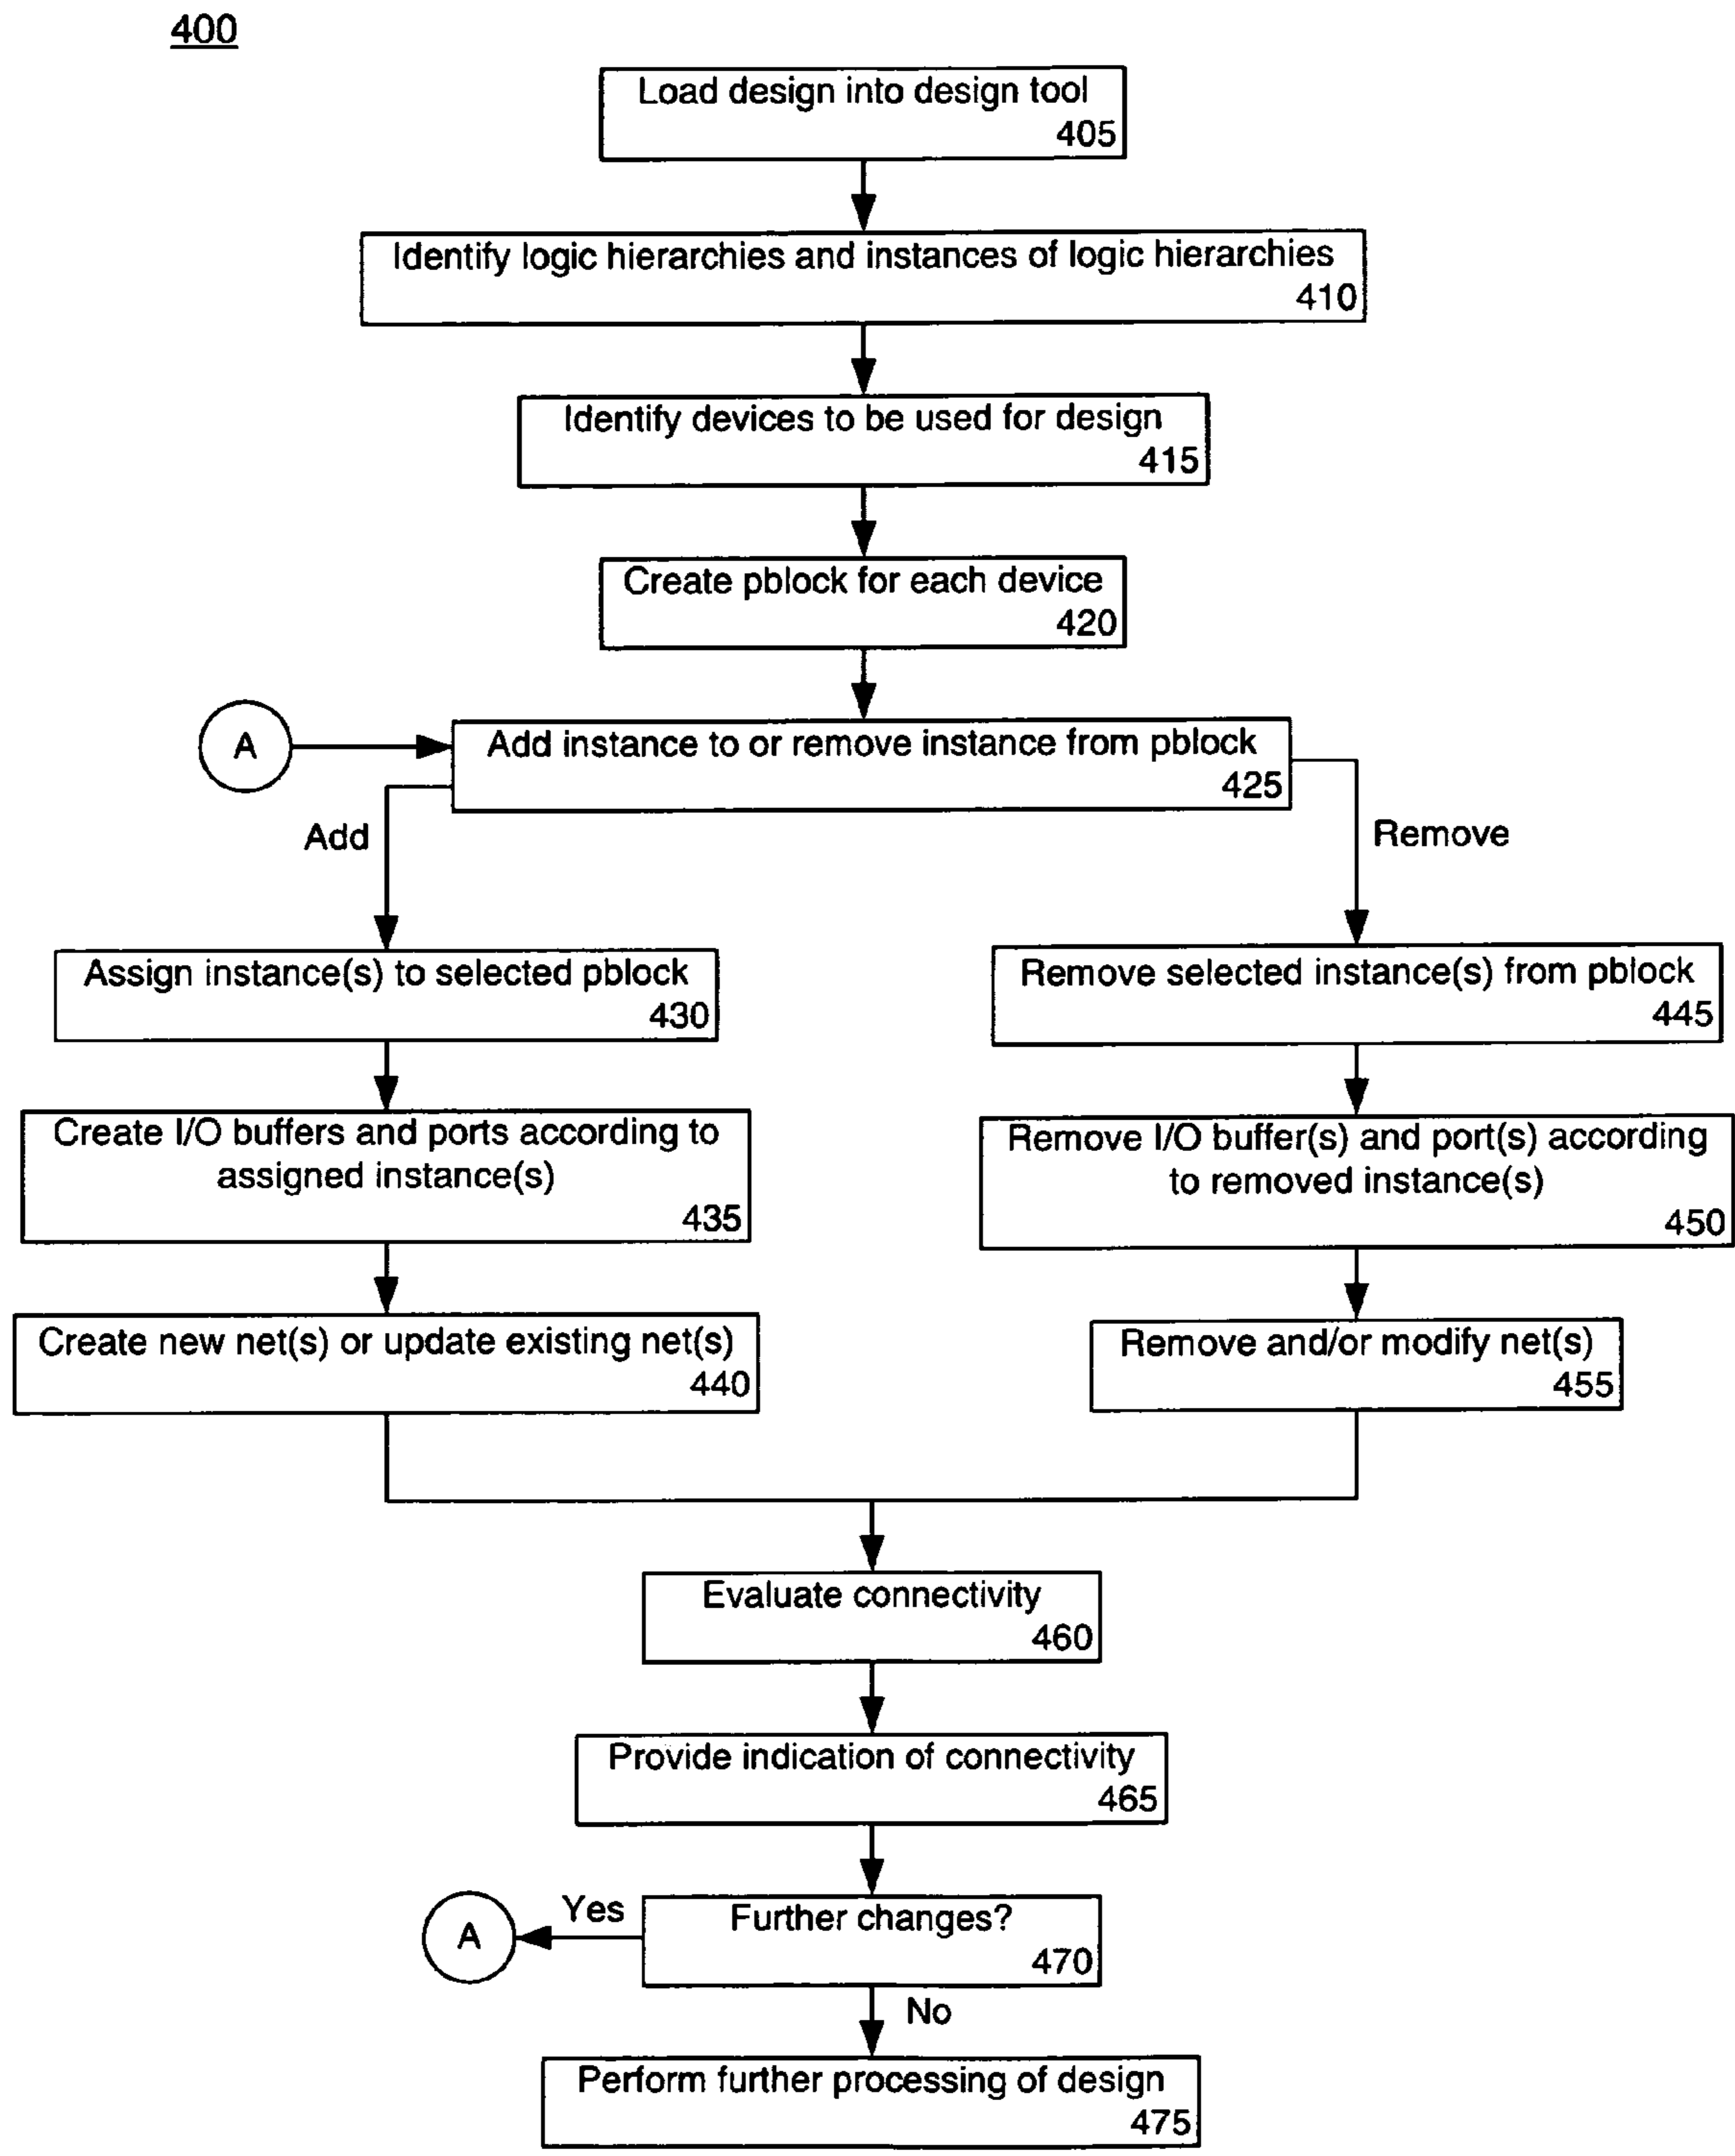 400
Load design into design tool
405
Identify logic hierarchies and instances of logic hierarchies
410
Identify devices to be used for design
415
Create pblock for each device
420
A
Add instance to or remove instance from pblock
425
Add
Remove
Assign instance(s) to selected pblock
430
Create I/O buffers and ports according to
assigned instance(s)
435
Create new net(s) or update existing net(s)
440
Remove selected instance(s) from pblock
445
Remove I/O buffer(s) and port(s) according
to removed instance(s)
450
Remove and/or modify net(s)
455
Evaluate connectivity
460
Provide indication of connectivity
465
Further changes?
470
Yes
A
No
Perform further processing of design
475